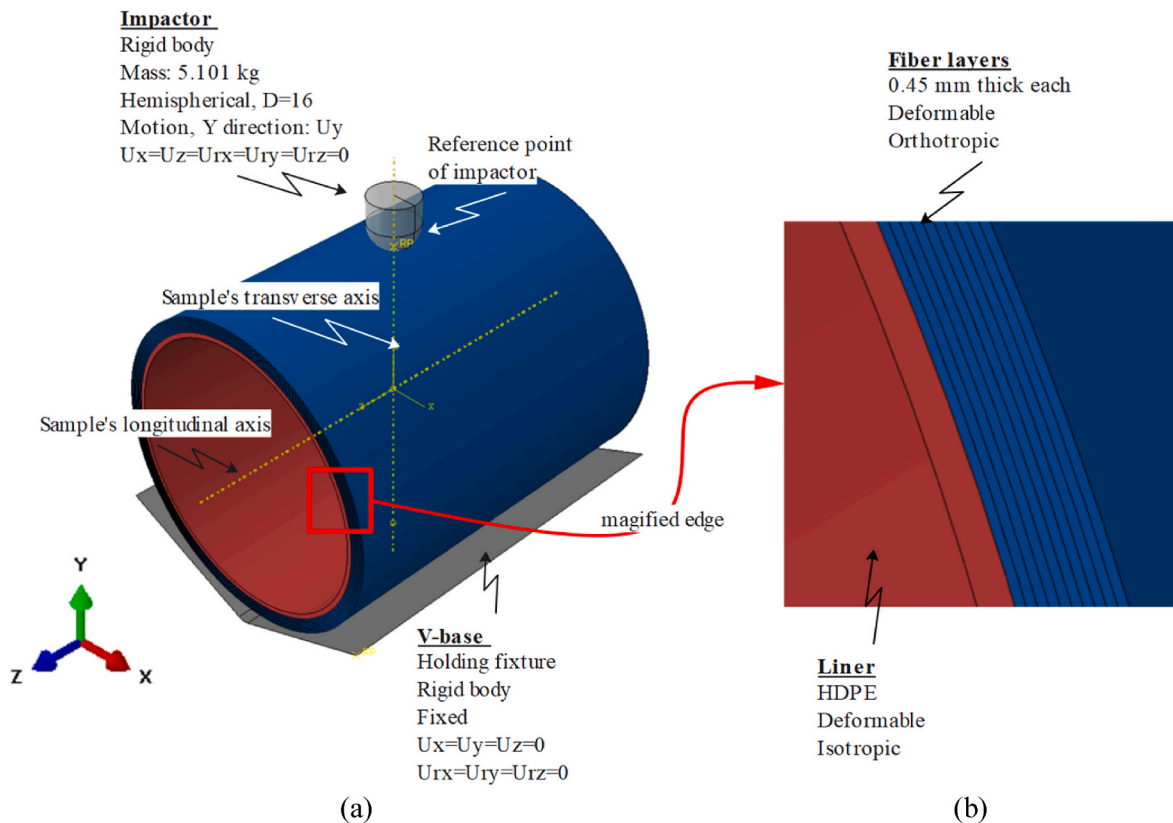 Impactor
Rigid body
Mass: 5.101 kg
Hemispherical, D=16
Motion, Y direction: Uy
Ux=Uz=Urx=Ury=Urz=0
Reference point
of impactor
RP
Sample's transverse axis
Z
X
Sample's longitudinal axis
magified edge
Y
Z
X
RP
V-base
Holding fixture
Rigid body
Fixed
Ux=Uy=Uz=0
Urx=Ury=Urz=0
(a)
Fiber layers
0.45 mm thick each
Deformable
Orthotropic
Liner
HDPE
Deformable
Isotropic
(b)